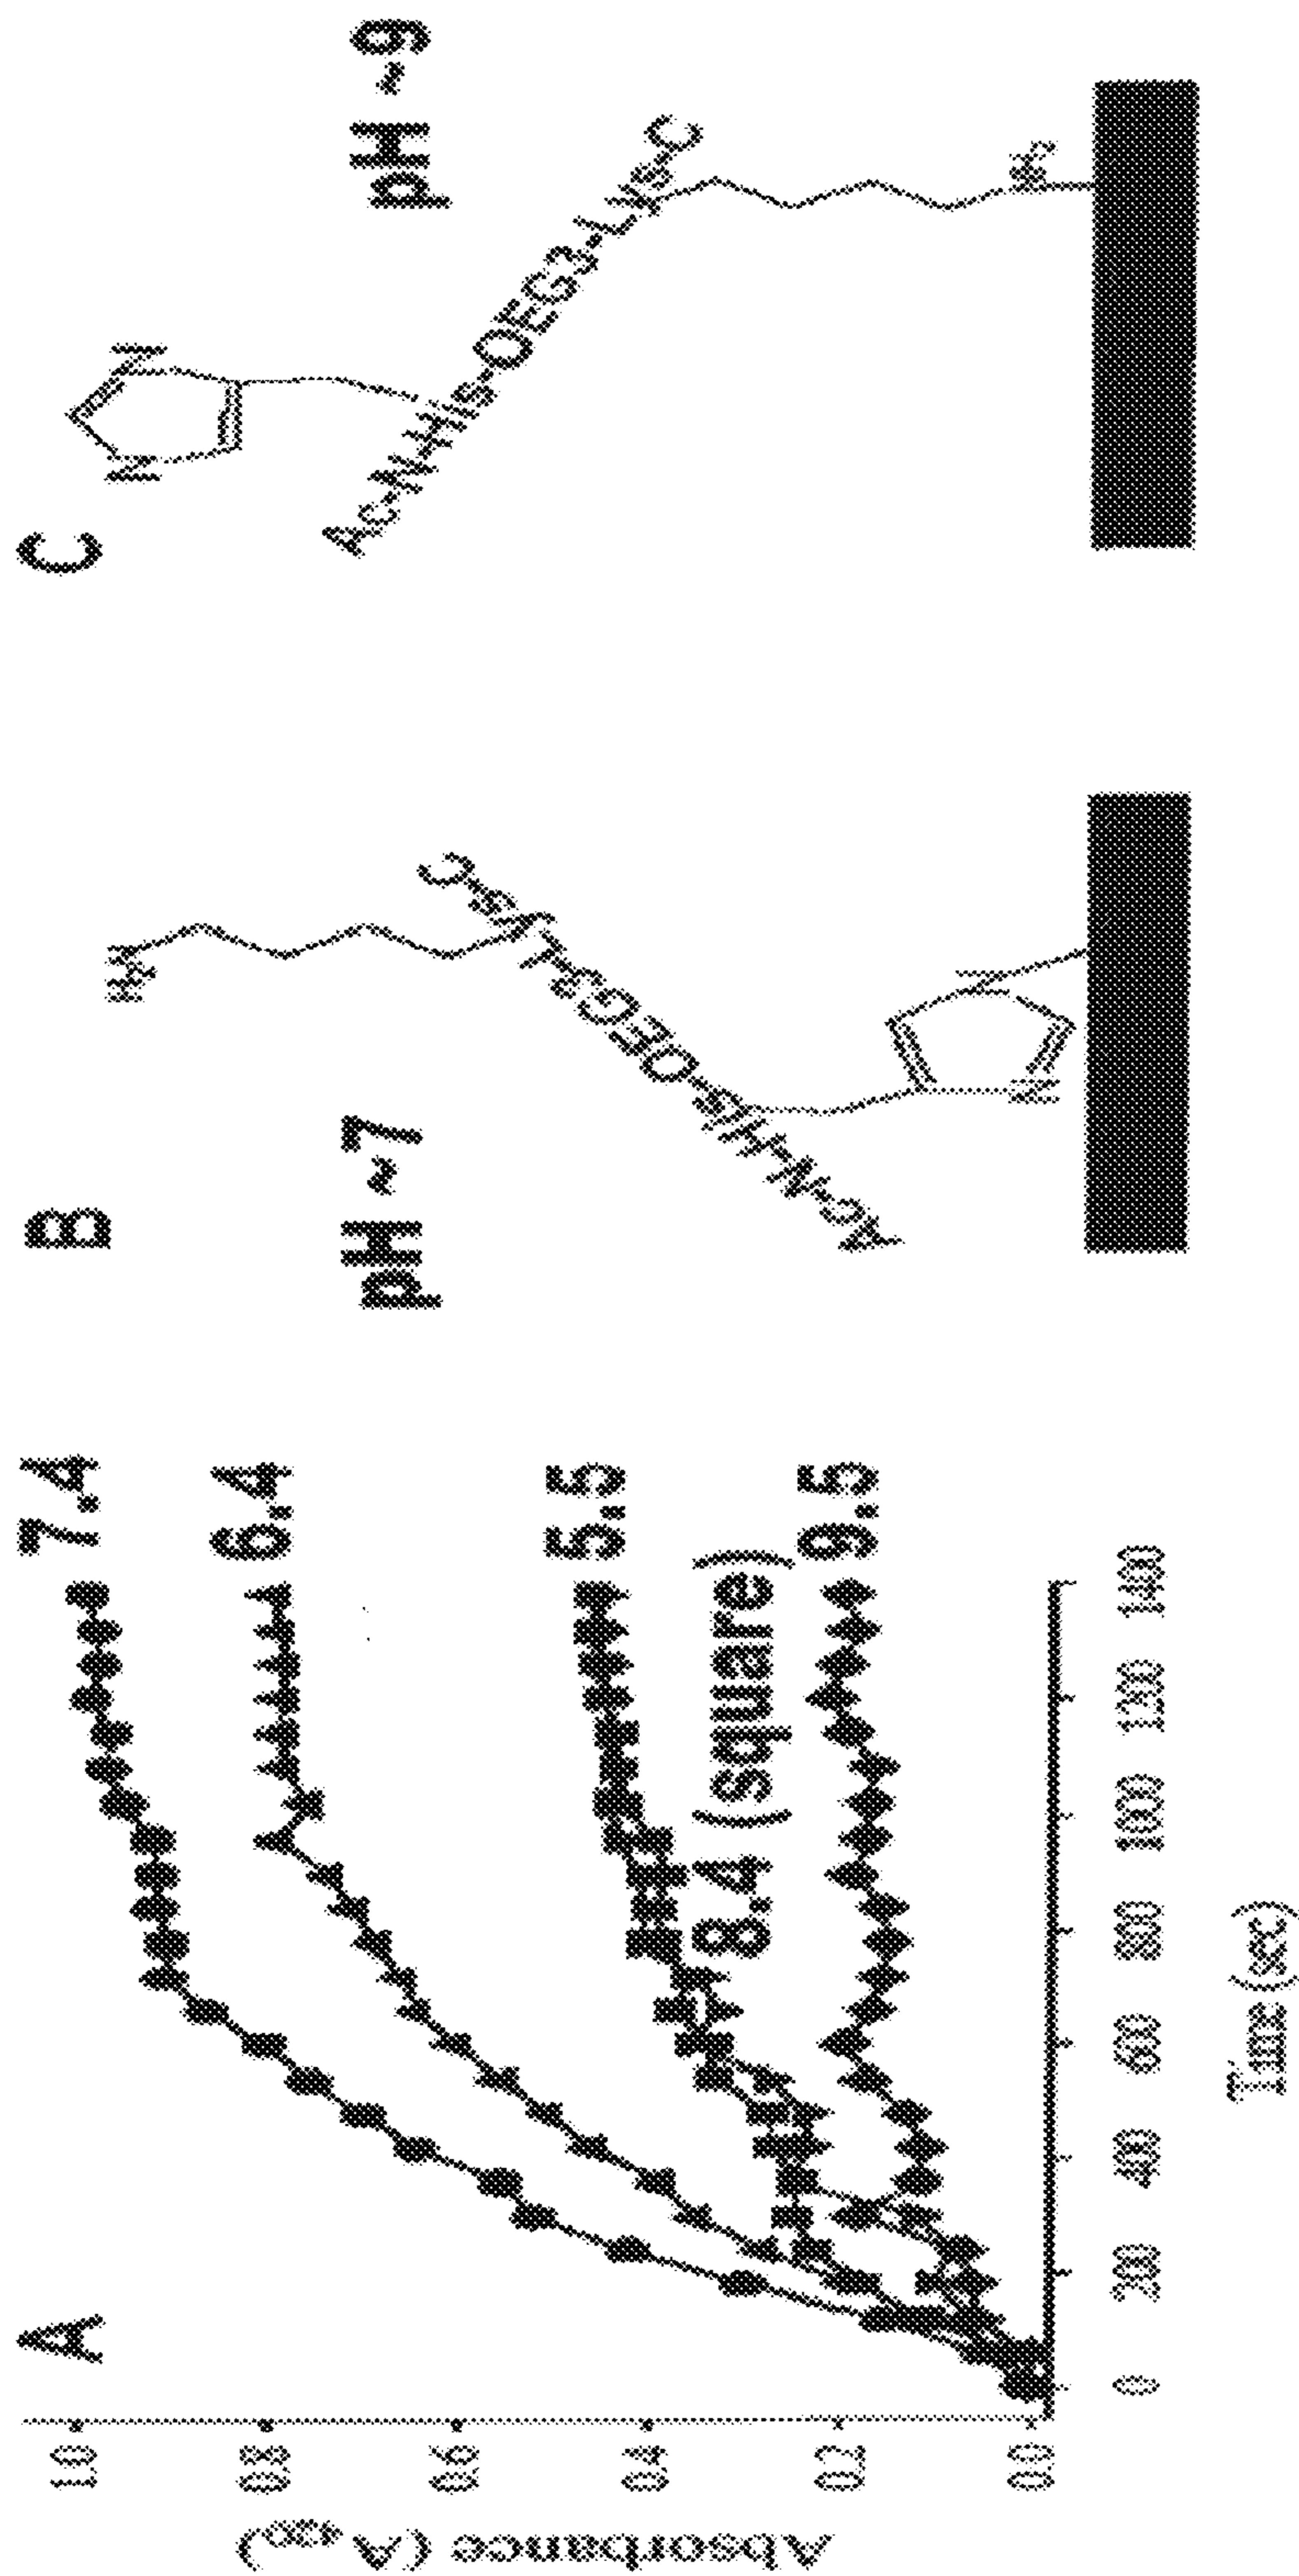 A
7.4
6.4
5.5
8.4 (square)
9.5
1.0
0.8
0.6
0.4
0.2
0.0
0
200
400
600
800
1000
1200
1400
Time (sec)
B
pH ~7
H₂N
Ac-N-His-OEG3-Lys-C
N
N
C
pH ~9
N
N
Ac-N-His-OEG3-Lys-C
NH₂